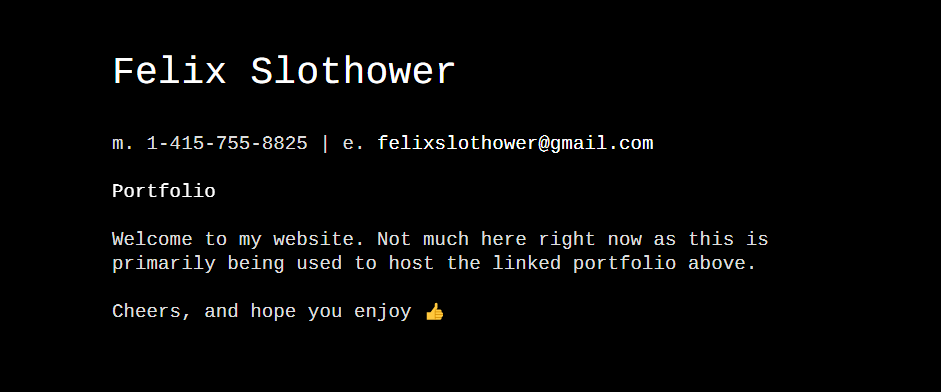 Felix Slothower
m. 1-415-755-8825 | e. felixslothower@gmail.com
Portfolio
Welcome to my website. Not much here right now as this is
primarily being used to host the linked portfolio above.
Cheers, and hope you enjoy 👍